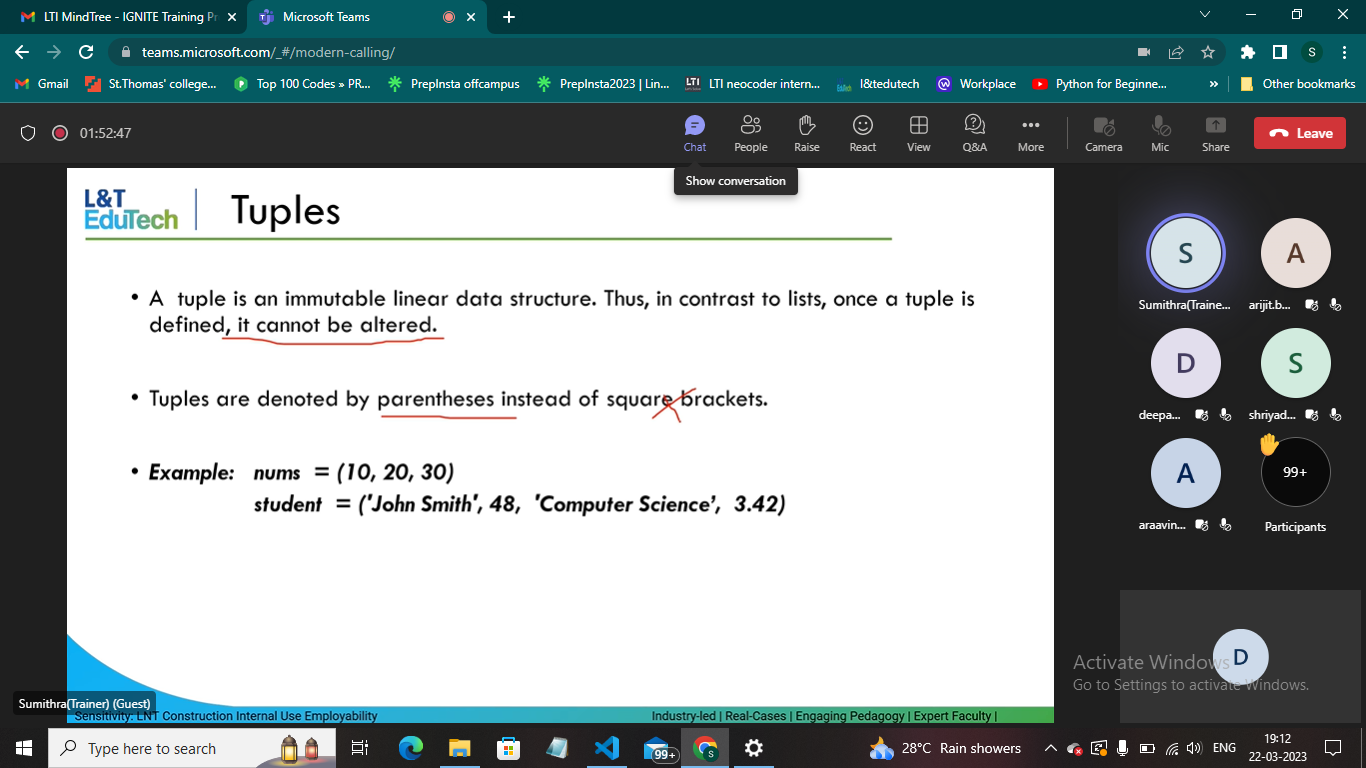 LTI MindTree - IGNITE Training Pr
Microsoft Teams
teams.microsoft.com/_#/modern-calling/
S
Gmail
St.Thomas' college...
Top 100 Codes » PR...
PrepInsta offcampus
PrepInsta2023 | Lin...
LTI neocoder intern...
l&tedutech
Workplace
Python for Beginne...
»
Other bookmarks
01:52:47
Chat
People
Raise
React
View
Q&A
More
Camera
Mic
Share
Leave
Show conversation
L&T
EduTech
Tuples
• A tuple is an immutable linear data structure. Thus, in contrast to lists, once a tuple is
defined, it cannot be altered.
• Tuples are denoted by parentheses instead of square brackets.
• Example: nums = (10, 20, 30)
student = ('John Smith', 48, 'Computer Science', 3.42)
S
Sumithra(Traine...
A
arijit.b...
D
deepa...
S
shriyad...
A
araavin...
99+
Participants
D
Activate Windows
Go to Settings to activate Windows.
Sumithra(Trainer) (Guest)
Sensitivity: LNT Construction Internal Use Employability
Industry-led | Real-Cases | Engaging Pedagogy | Expert Faculty |
Type here to search
99+
S
28°C Rain showers
ENG
19:12
22-03-2023